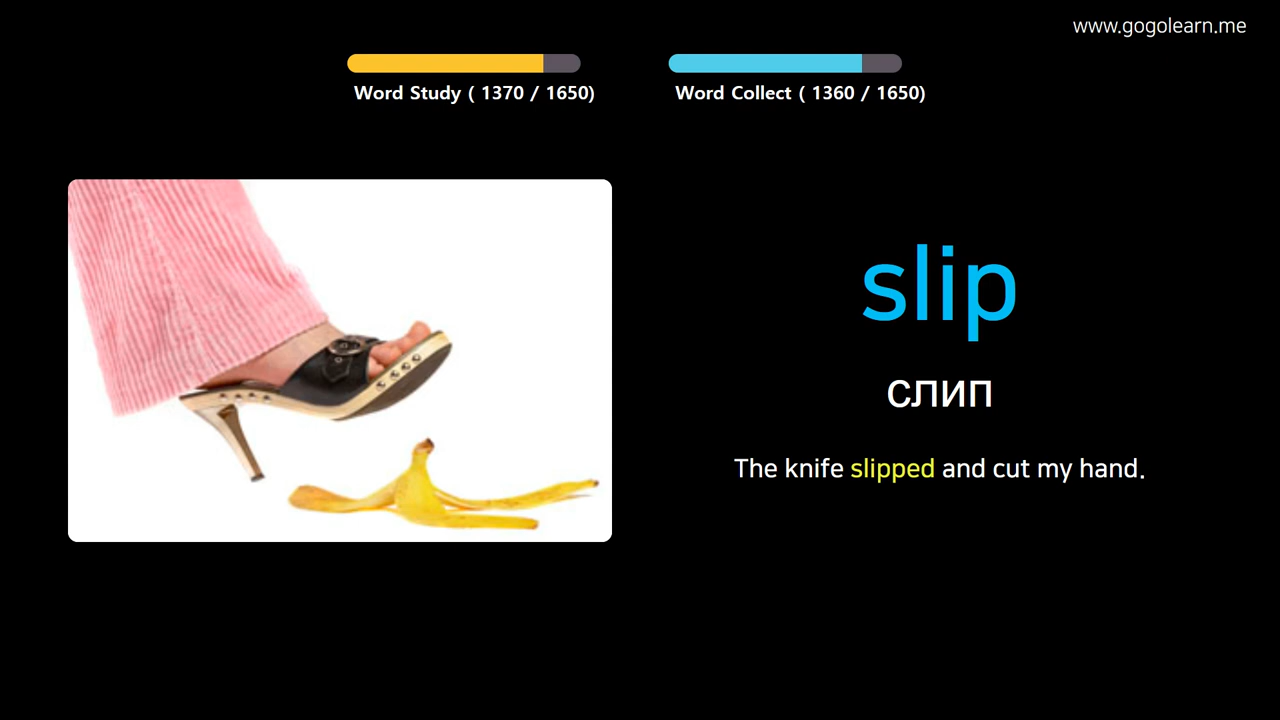 www.gogolearn.me
Word Study ( 1370 / 1650)
Word Collect ( 1360 / 1650)
slip
слип
The knife slipped and cut my hand.